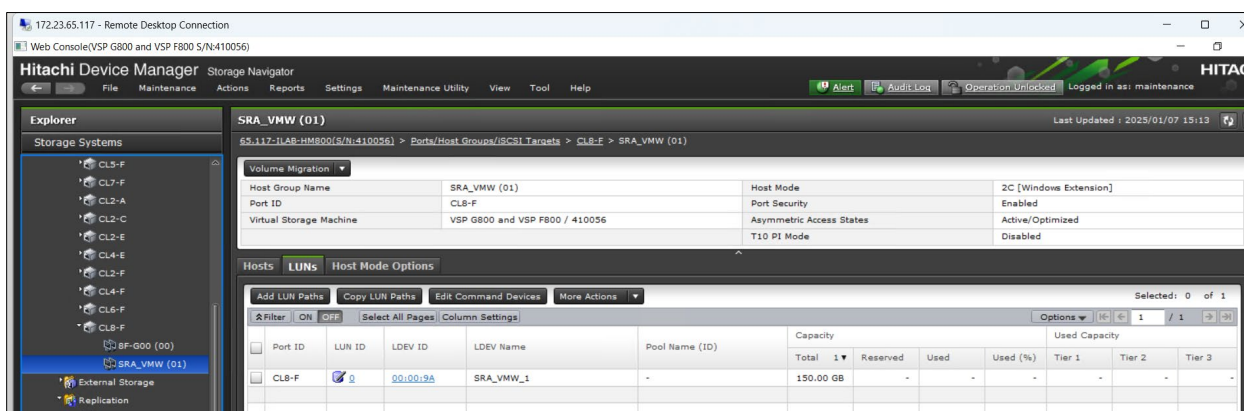 172.23.65.117 - Remote Desktop Connection
Web Console(VSP G800 and VSP F800 S/N:410056)
Hitachi Device Manager Storage Navigator
HITAC
File Maintenance Actions Reports Settings Maintenance Utility View Tool Help
Alert Audit Log Operation Unlocked Logged in as: maintenance
Explorer
Storage Systems
CL5-F
CL7-F
CL2-A
CL2-C
CL2-E
CL4-E
CL2-F
CL4-F
CL6-F
CL8-F
8F-G00 (00)
SRA_VMW (01)
External Storage
Replication
SRA_VMW (01) Last Updated : 2025/01/07 15:13
65.117-ILAB-HM800(S/N:410056) > Ports/Host Groups/iSCSI Targets > CL8-F > SRA_VMW (01)
Volume Migration
Host Group Name SRA_VMW (01) Host Mode 2C [Windows Extension]
Port ID CL8-F Port Security Enabled
Virtual Storage Machine VSP G800 and VSP F800 / 410056 Asymmetric Access States Active/Optimized
T10 PI Mode Disabled
Hosts LUNs Host Mode Options
Add LUN Paths Copy LUN Paths Edit Command Devices More Actions Selected: 0 of 1
Filter ON OFF Select All Pages Column Settings Options 1 / 1
Port ID LUN ID LDEV ID LDEV Name Pool Name (ID) Capacity Used Capacity
Total 1 Reserved Used Used (%) Tier 1 Tier 2 Tier 3
CL8-F 0 00:00:9A SRA_VMW_1 - 150.00 GB - - - - - -